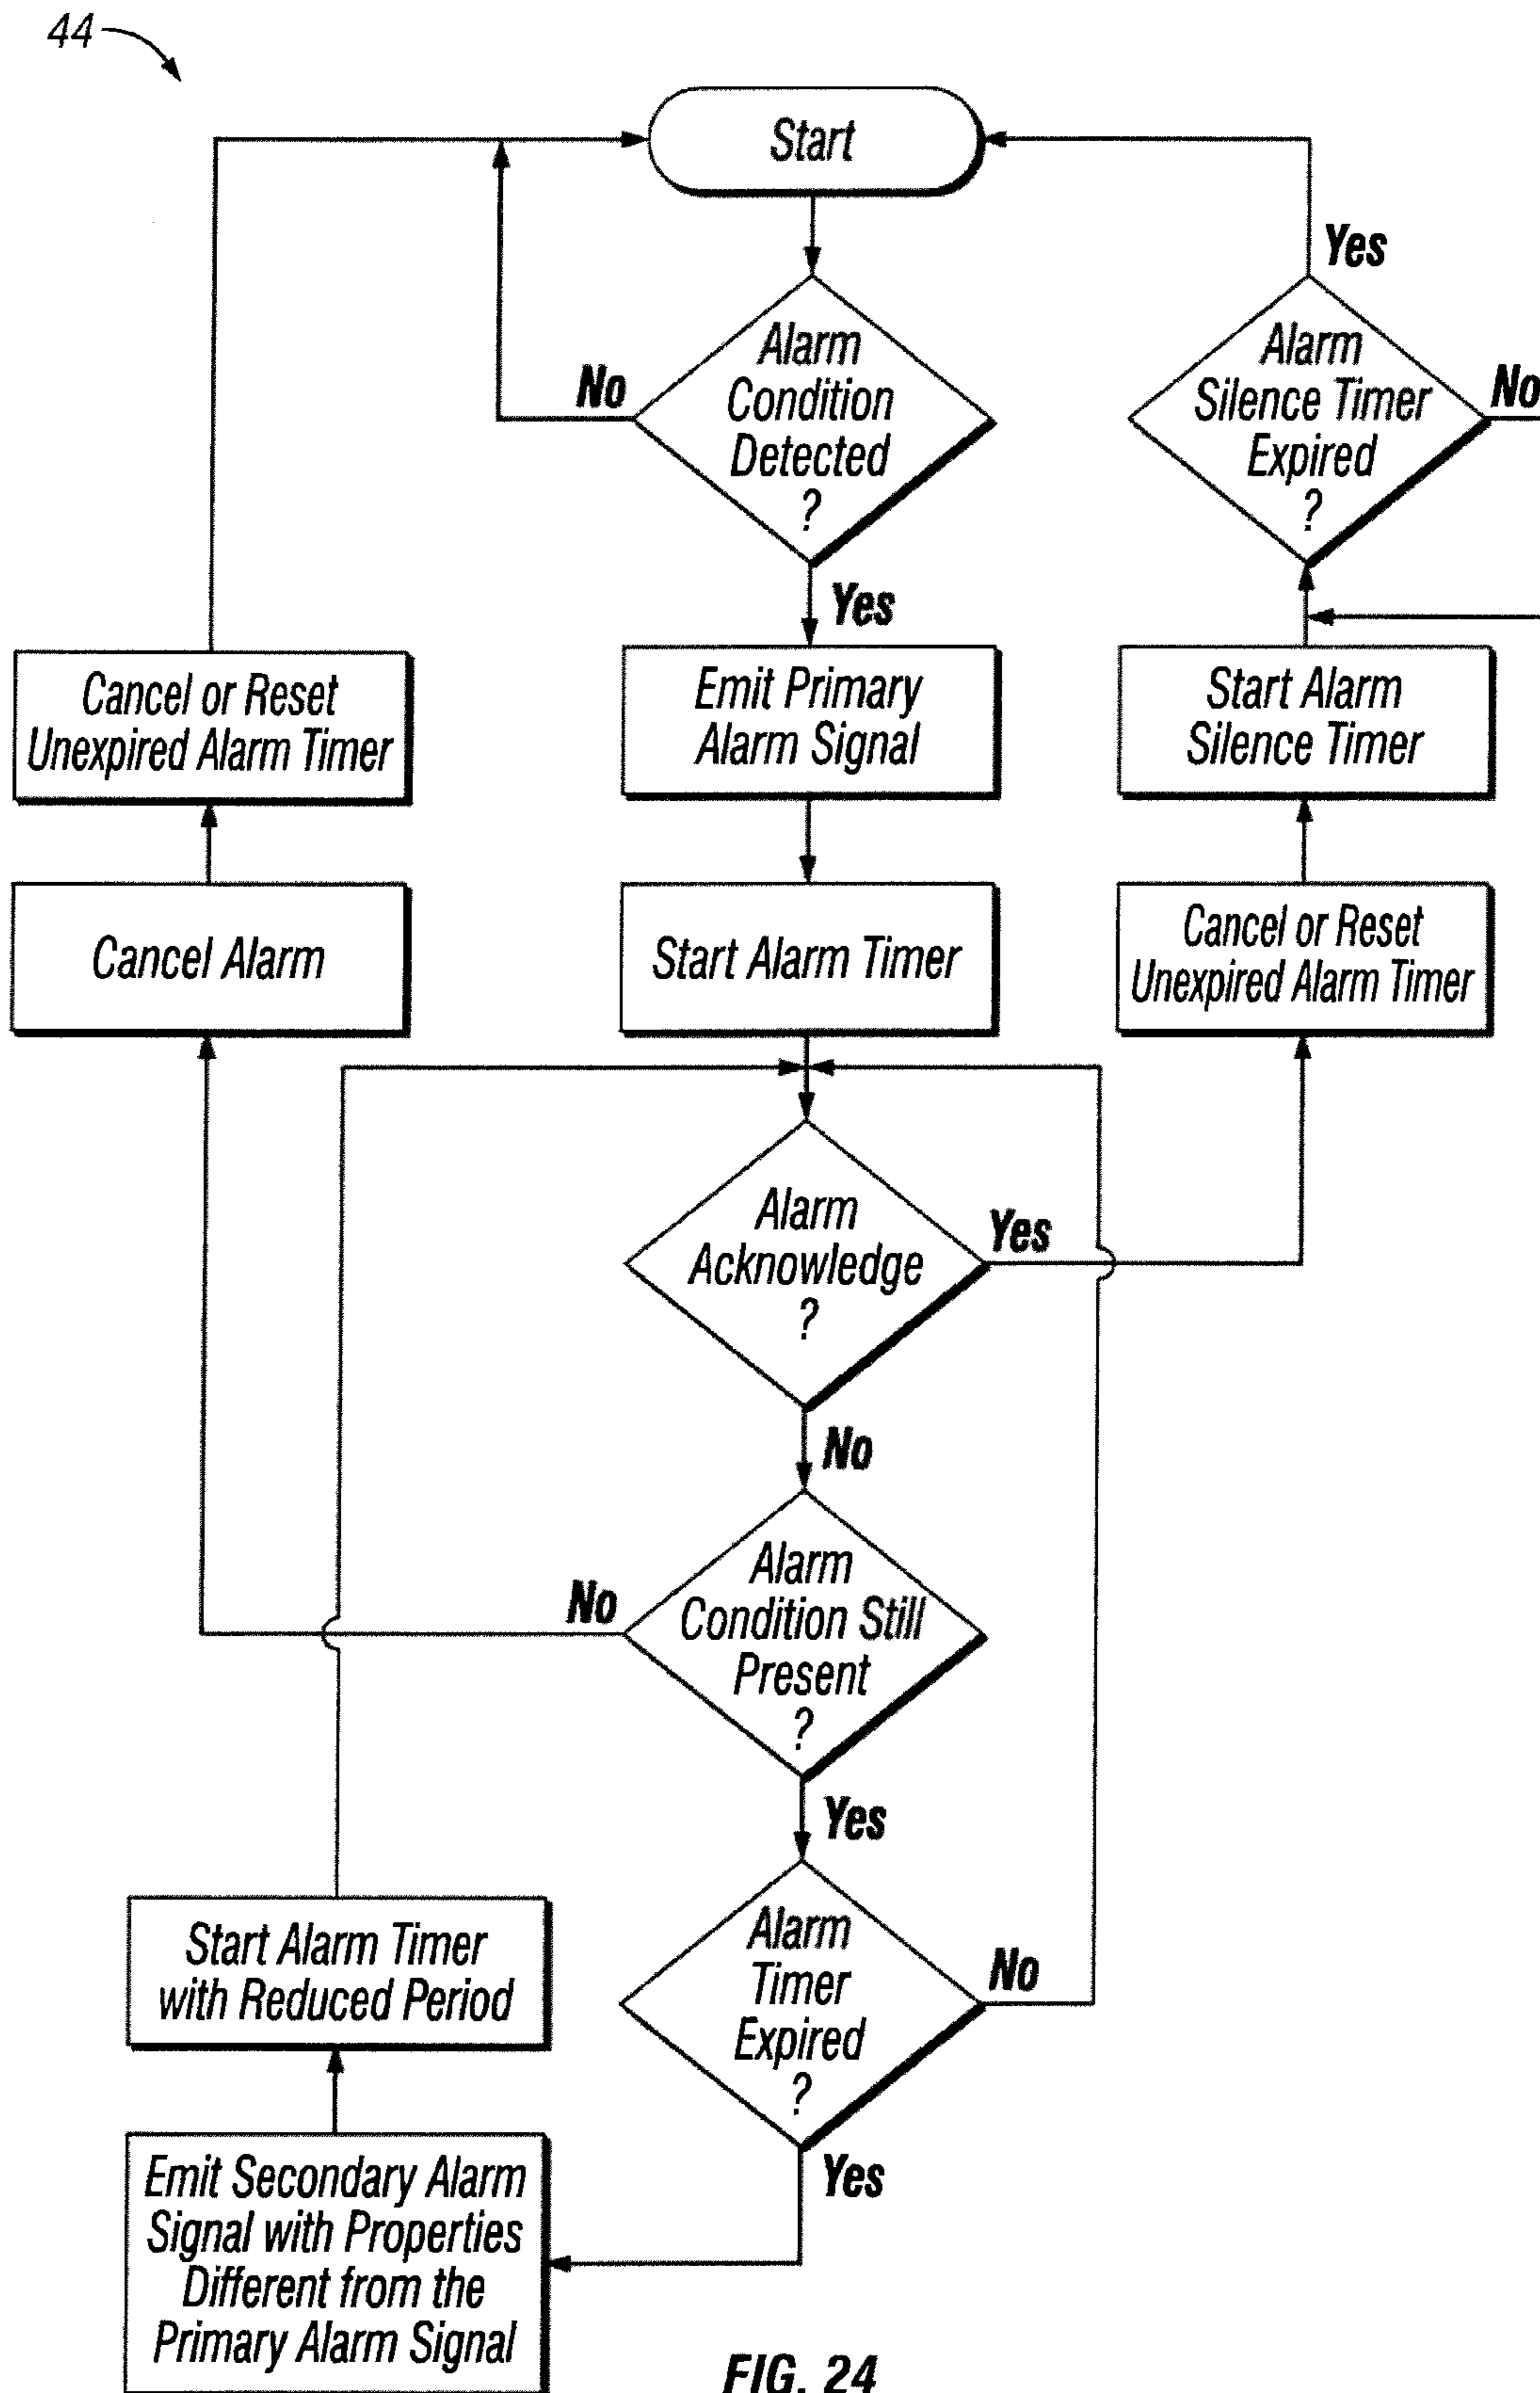 44
Start
Yes
Alarm
Condition
Detected
?
No
Alarm
Silence Timer
Expired
?
No
Yes
Cancel or Reset
Unexpired Alarm Timer
Emit Primary
Alarm Signal
Start Alarm
Silence Timer
Cancel Alarm
Start Alarm Timer
Cancel or Reset
Unexpired Alarm Timer
Alarm
Acknowledge
?
Yes
No
Alarm
Condition Still
Present
?
No
Yes
Start Alarm Timer
with Reduced Period
Alarm
Timer
Expired
?
No
Yes
Emit Secondary Alarm
Signal with Properties
Different from the
Primary Alarm Signal
FIG. 24